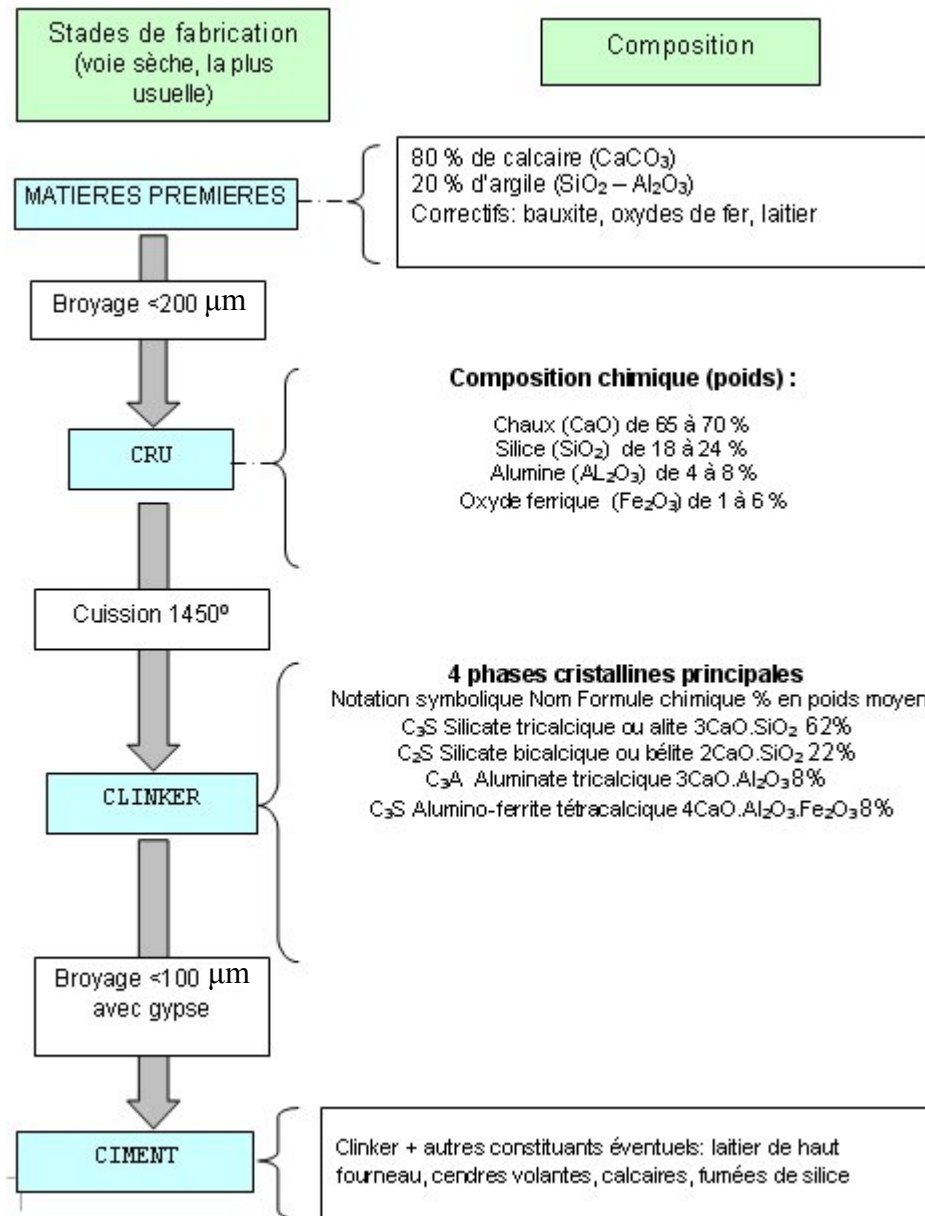 Stades de fabrication
(voie sèche, la plus
usuelle)
Composition
MATIERES PREMIERES
80 % de calcaire (CaCO₃)
20 % d'argile (SiO₂ – Al₂O₃)
Correctifs: bauxite, oxydes de fer, laitier
Broyage <200 µm
Composition chimique (poids) :
Chaux (CaO) de 65 à 70 %
Silice (SiO₂) de 18 à 24 %
Alumine (AL₂O₃) de 4 à 8 %
Oxyde ferrique (Fe₂O₃) de 1 à 6 %
CRU
Cuission 1450º
4 phases cristallines principales
Notation symbolique Nom Formule chimique % en poids moyen
C₃S Silicate tricalcique ou alite 3CaO.SiO₂ 62%
C₂S Silicate bicalcique ou bélite 2CaO.SiO₂ 22%
C₃A Aluminate tricalcique 3CaO.Al₂O₃ 8%
C₃S Alumino-ferrite tétracalcique 4CaO.Al₂O₃.Fe₂O₃ 8%
CLINKER
Broyage <100 µm
avec gypse
CIMENT
Clinker + autres constituants éventuels: laitier de haut
fourneau, cendres volantes, calcaires, fumées de silice